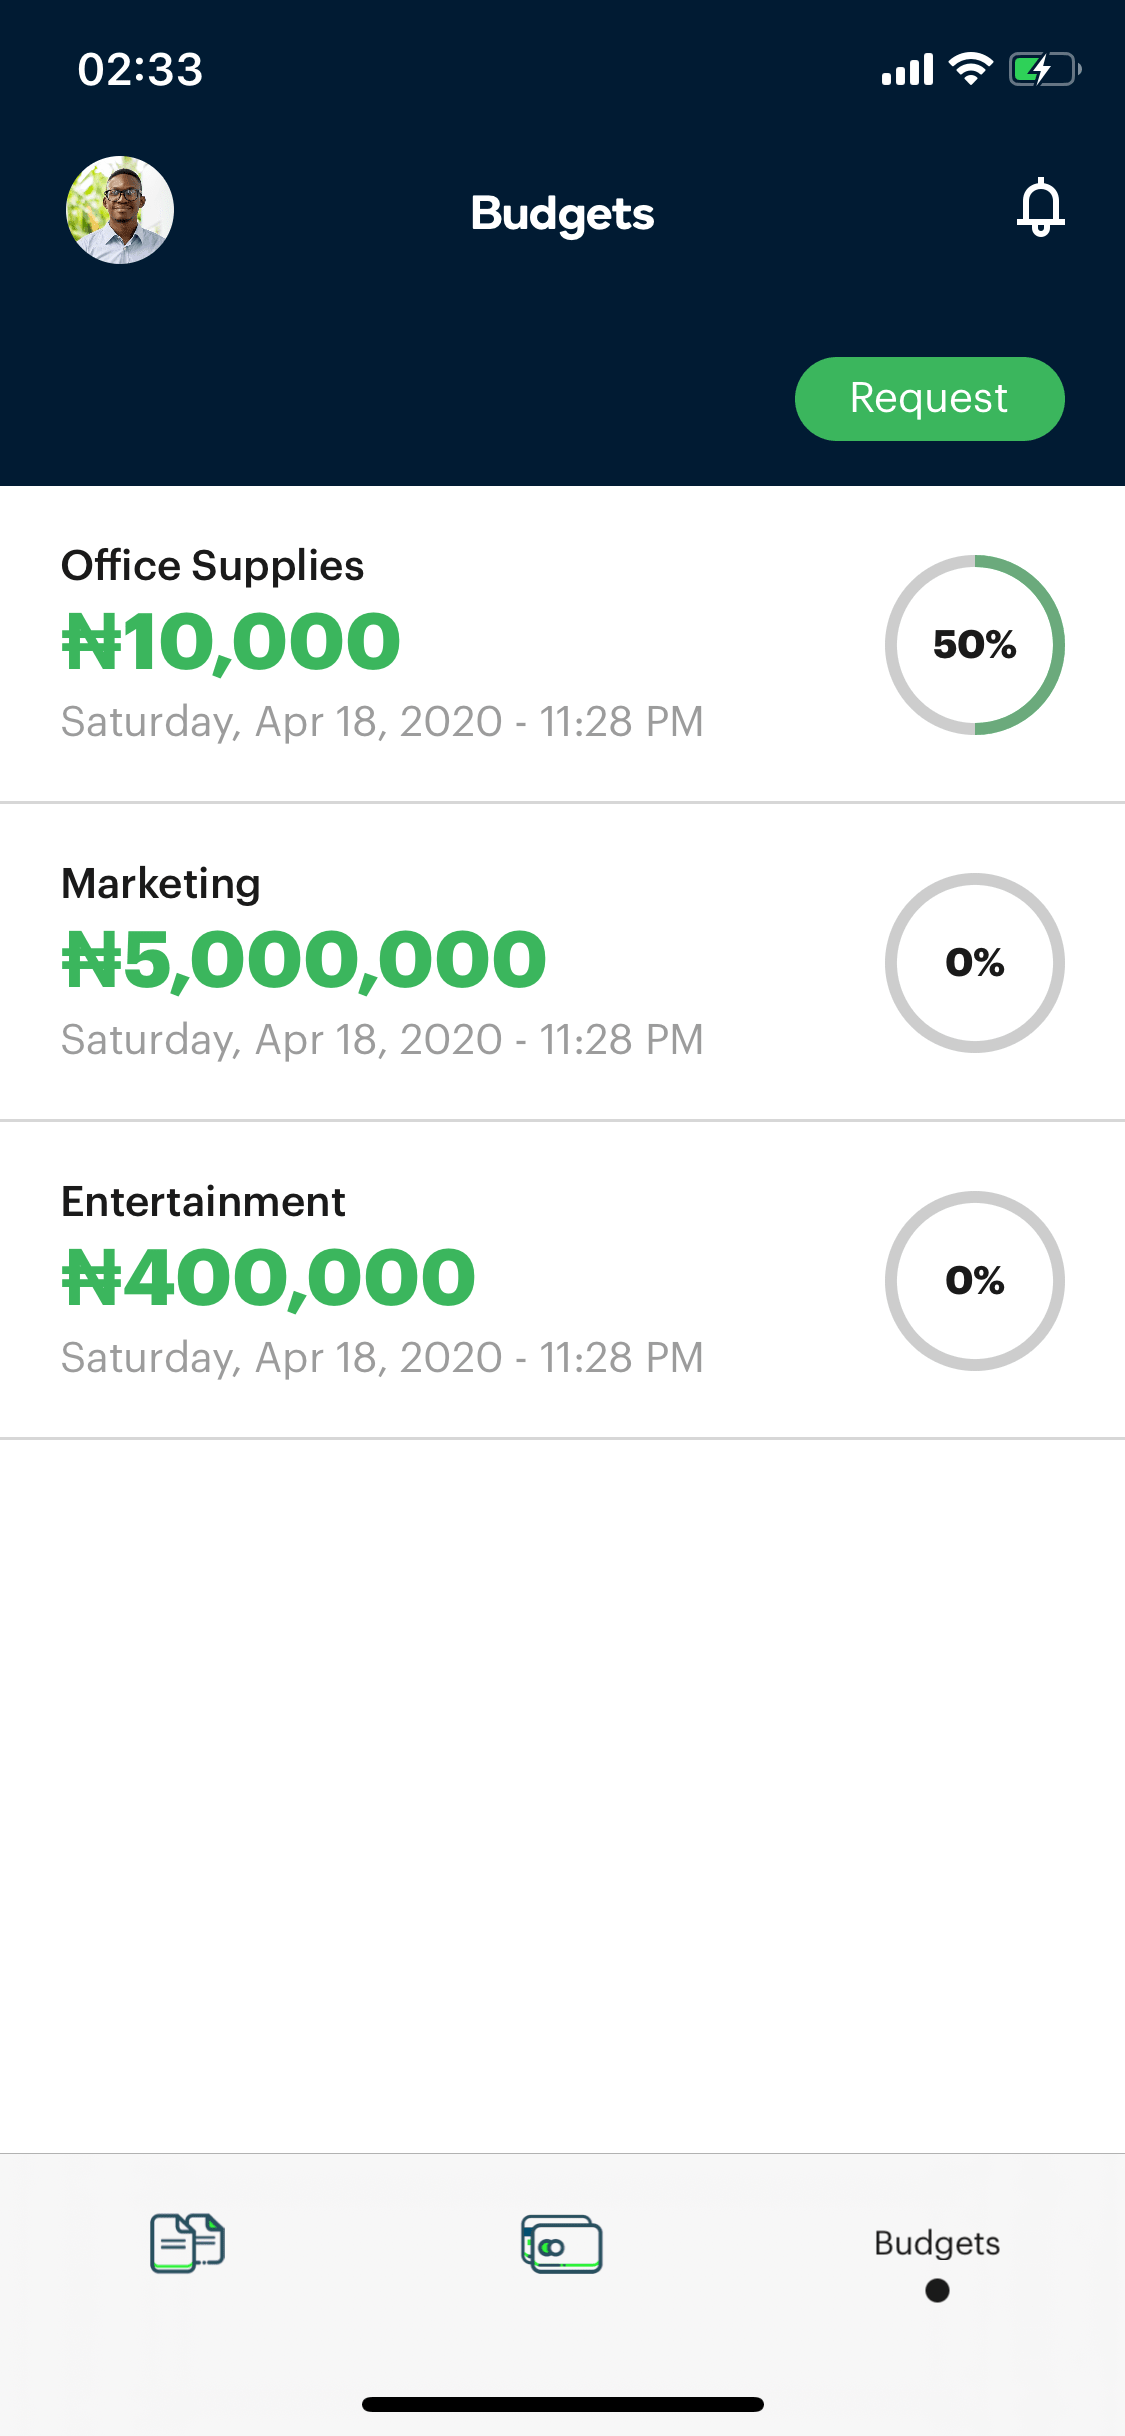 02:33
Budgets
Request
Office Supplies
₦10,000
Saturday, Apr 18, 2020 - 11:28 PM
50%
Marketing
₦5,000,000
Saturday, Apr 18, 2020 - 11:28 PM
0%
Entertainment
₦400,000
Saturday, Apr 18, 2020 - 11:28 PM
0%
Budgets